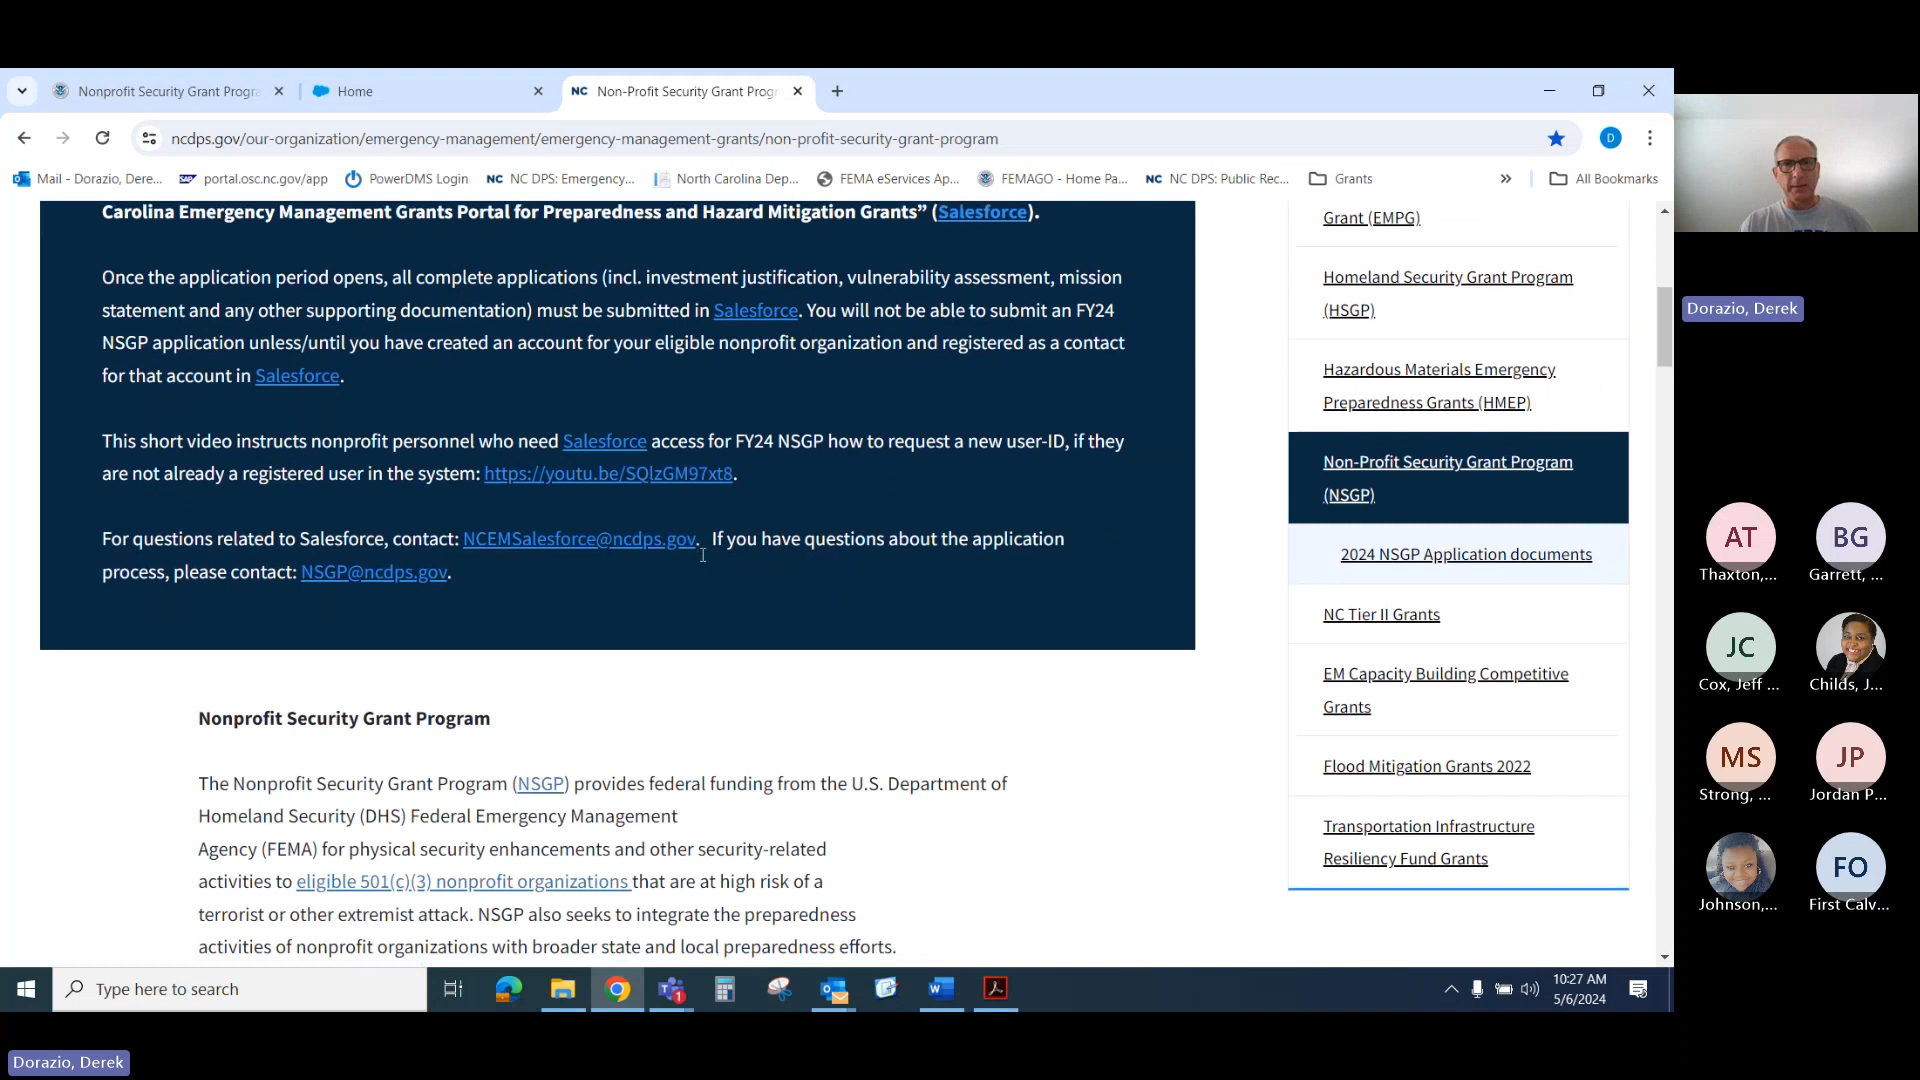 Nonprofit Security Grant Progra
Home
NC Non-Profit Security Grant Prog
ncdps.gov/our-organization/emergency-management/emergency-management-grants/non-profit-security-grant-program
D
Mail - Dorazio, Dere...
SAP portal.osc.nc.gov/app
PowerDMS Login
NC NC DPS: Emergency...
North Carolina Dep...
FEMA eServices Ap...
FEMAGO - Home Pa...
NC NC DPS: Public Rec...
Grants
All Bookmarks
Carolina Emergency Management Grants Portal for Preparedness and Hazard Mitigation Grants” (Salesforce).
Once the application period opens, all complete applications (incl. investment justification, vulnerability assessment, mission
statement and any other supporting documentation) must be submitted in Salesforce. You will not be able to submit an FY24
NSGP application unless/until you have created an account for your eligible nonprofit organization and registered as a contact
for that account in Salesforce.
This short video instructs nonprofit personnel who need Salesforce access for FY24 NSGP how to request a new user-ID, if they
are not already a registered user in the system: https://youtu.be/SQlzGM97xt8.
For questions related to Salesforce, contact: NCEMSalesforce@ncdps.gov. If you have questions about the application
process, please contact: NSGP@ncdps.gov.
Nonprofit Security Grant Program
The Nonprofit Security Grant Program (NSGP) provides federal funding from the U.S. Department of
Homeland Security (DHS) Federal Emergency Management
Agency (FEMA) for physical security enhancements and other security-related
activities to eligible 501(c)(3) nonprofit organizations that are at high risk of a
terrorist or other extremist attack. NSGP also seeks to integrate the preparedness
activities of nonprofit organizations with broader state and local preparedness efforts.
Grant (EMPG)
Homeland Security Grant Program
(HSGP)
Hazardous Materials Emergency
Preparedness Grants (HMEP)
Non-Profit Security Grant Program
(NSGP)
2024 NSGP Application documents
NC Tier II Grants
EM Capacity Building Competitive
Grants
Flood Mitigation Grants 2022
Transportation Infrastructure
Resiliency Fund Grants
Dorazio, Derek
AT
Thaxton,...
BG
Garrett, ...
JC
Cox, Jeff ...
Childs, J...
MS
Strong, ...
JP
Jordan P...
Johnson,...
FO
First Calv...
Type here to search
1
10:27 AM
5/6/2024
Dorazio, Derek